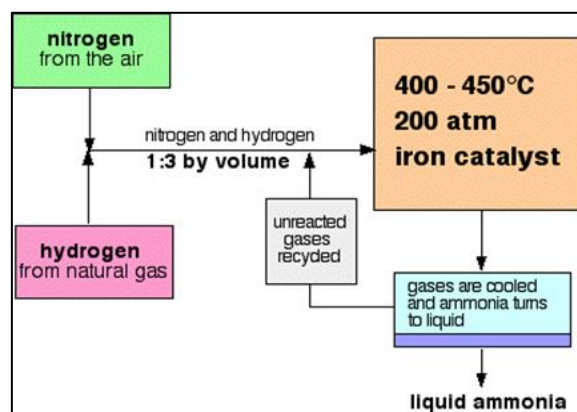 nitrogen
from the air
400 - 450°C
200 atm
iron catalyst
nitrogen and hydrogen
1:3 by volume
unreacted
gases
recycled
hydrogen
from natural gas
gases are cooled
and ammonia turns
to liquid
liquid ammonia